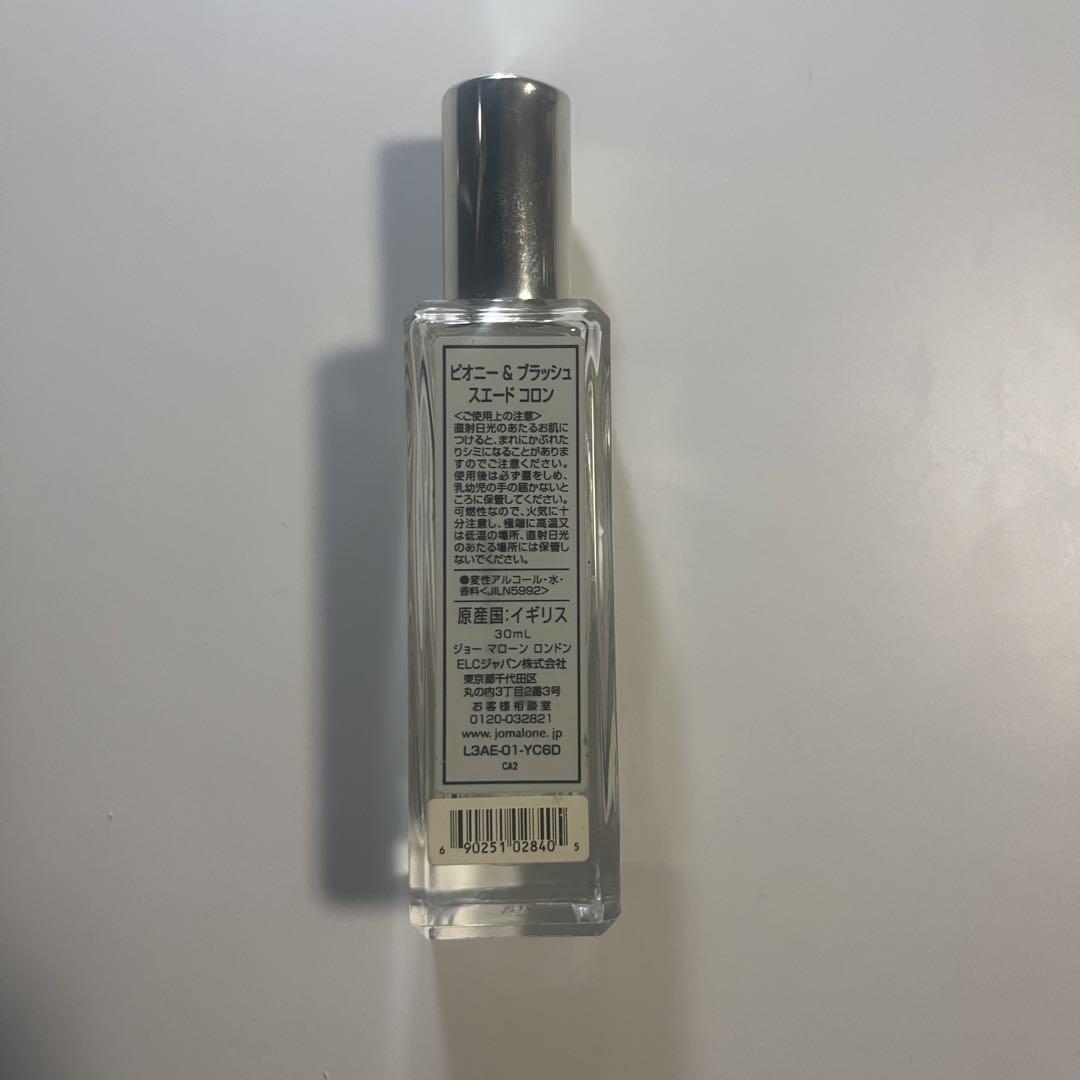 ピオニー & ブラッシュ
スエード コロン
<ご使用上の注意>
直射日光のあたるお肌に
つけると、まれにかぶれた
りシミになることがありま
すのでご注意ください。
使用後は必ず蓋をしめ、
乳幼児の手の届かないと
ころに保管してください。
可燃性なので、火気に十
分注意し、極端に高温又
は低温の場所、直射日光
のあたる場所には保管し
ないでください。
●変性アルコール・水・
香料<JILN5992>
原産国:イギリス
30mL
ジョー マローン ロンドン
ELCジャパン株式会社
東京都千代田区
丸の内3丁目2番3号
お客様相談室
0120-032821
www. jomalone. jp
L3AE-01-YC6D
CA2
6 90251 02840 5